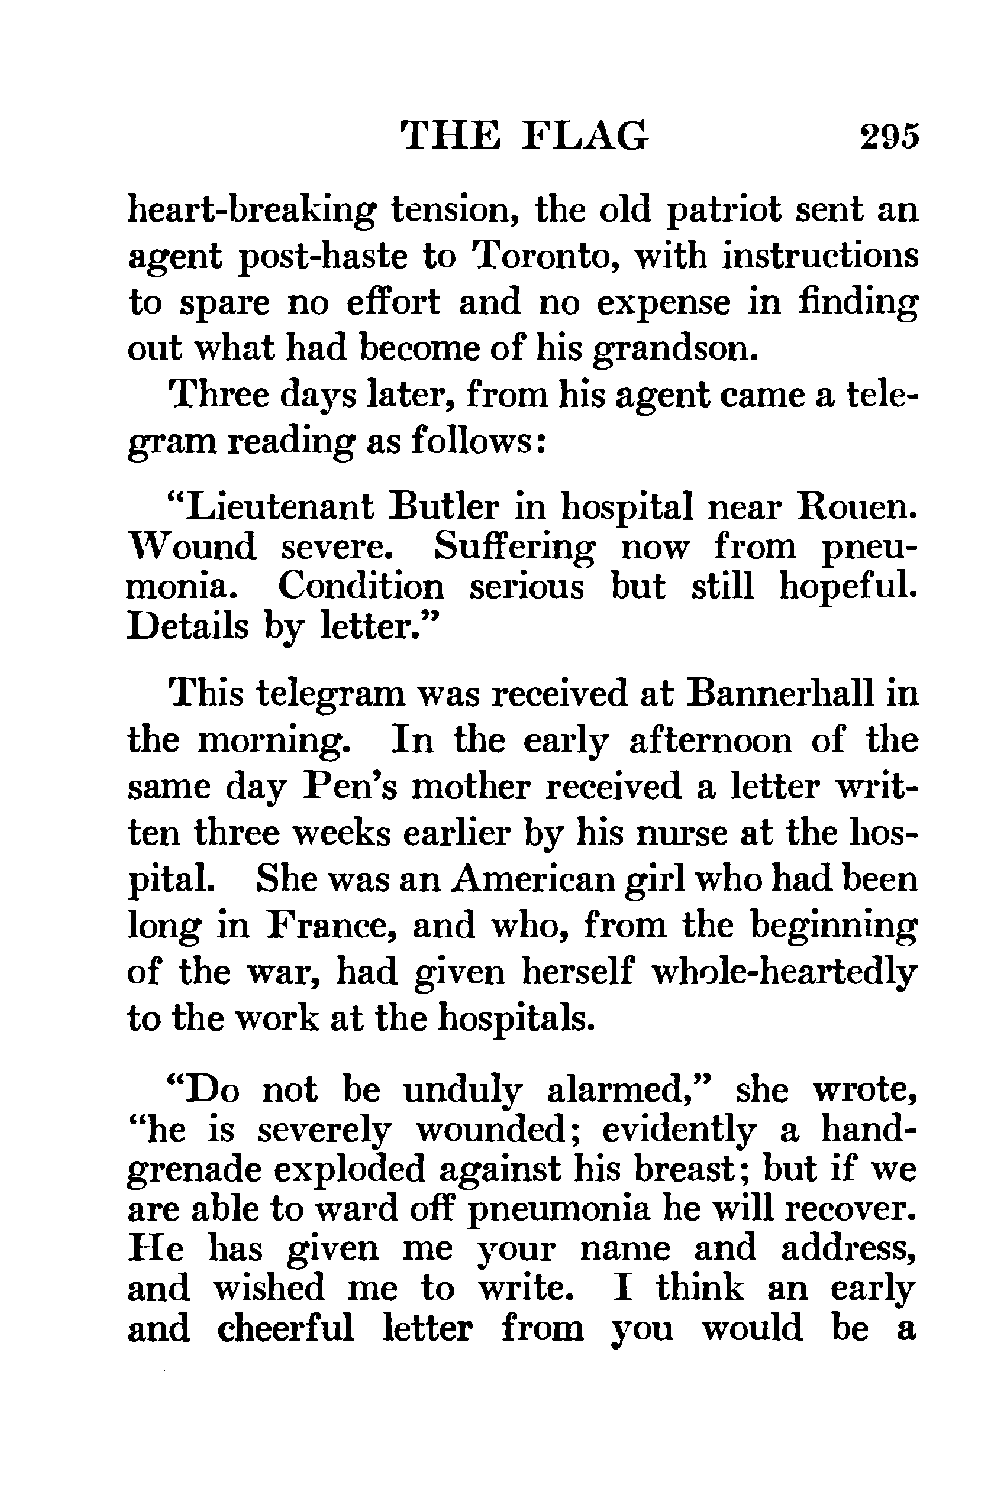 THE FLAG 295
heart-breaking tension, the old patriot sent an
agent post-haste to Toronto, with instructions
to spare no effort and no expense in finding
out what had become of his grandson.
Three days later, from his agent came a tele-
gram reading as follows:
“Lieutenant Butler in hospital near Rouen.
Wound severe. Suffering now from pneu-
monia. Condition serious but still hopeful.
Details by letter.”
This telegram was received at Bannerhall in
the morning. In the early afternoon of the
same day Pen’s mother received a letter writ-
ten three weeks earlier by his nurse at the hos-
pital. She was an American girl who had been
long in France, and who, from the beginning
of the war, had given herself whole-heartedly
to the work at the hospitals.
“Do not be unduly alarmed,” she wrote,
“he is severely wounded; evidently a hand-
grenade exploded against his breast; but if we
are able to ward off pneumonia he will recover.
He has given me your name and address,
and wished me to write. I think an early
and cheerful letter from you would be a